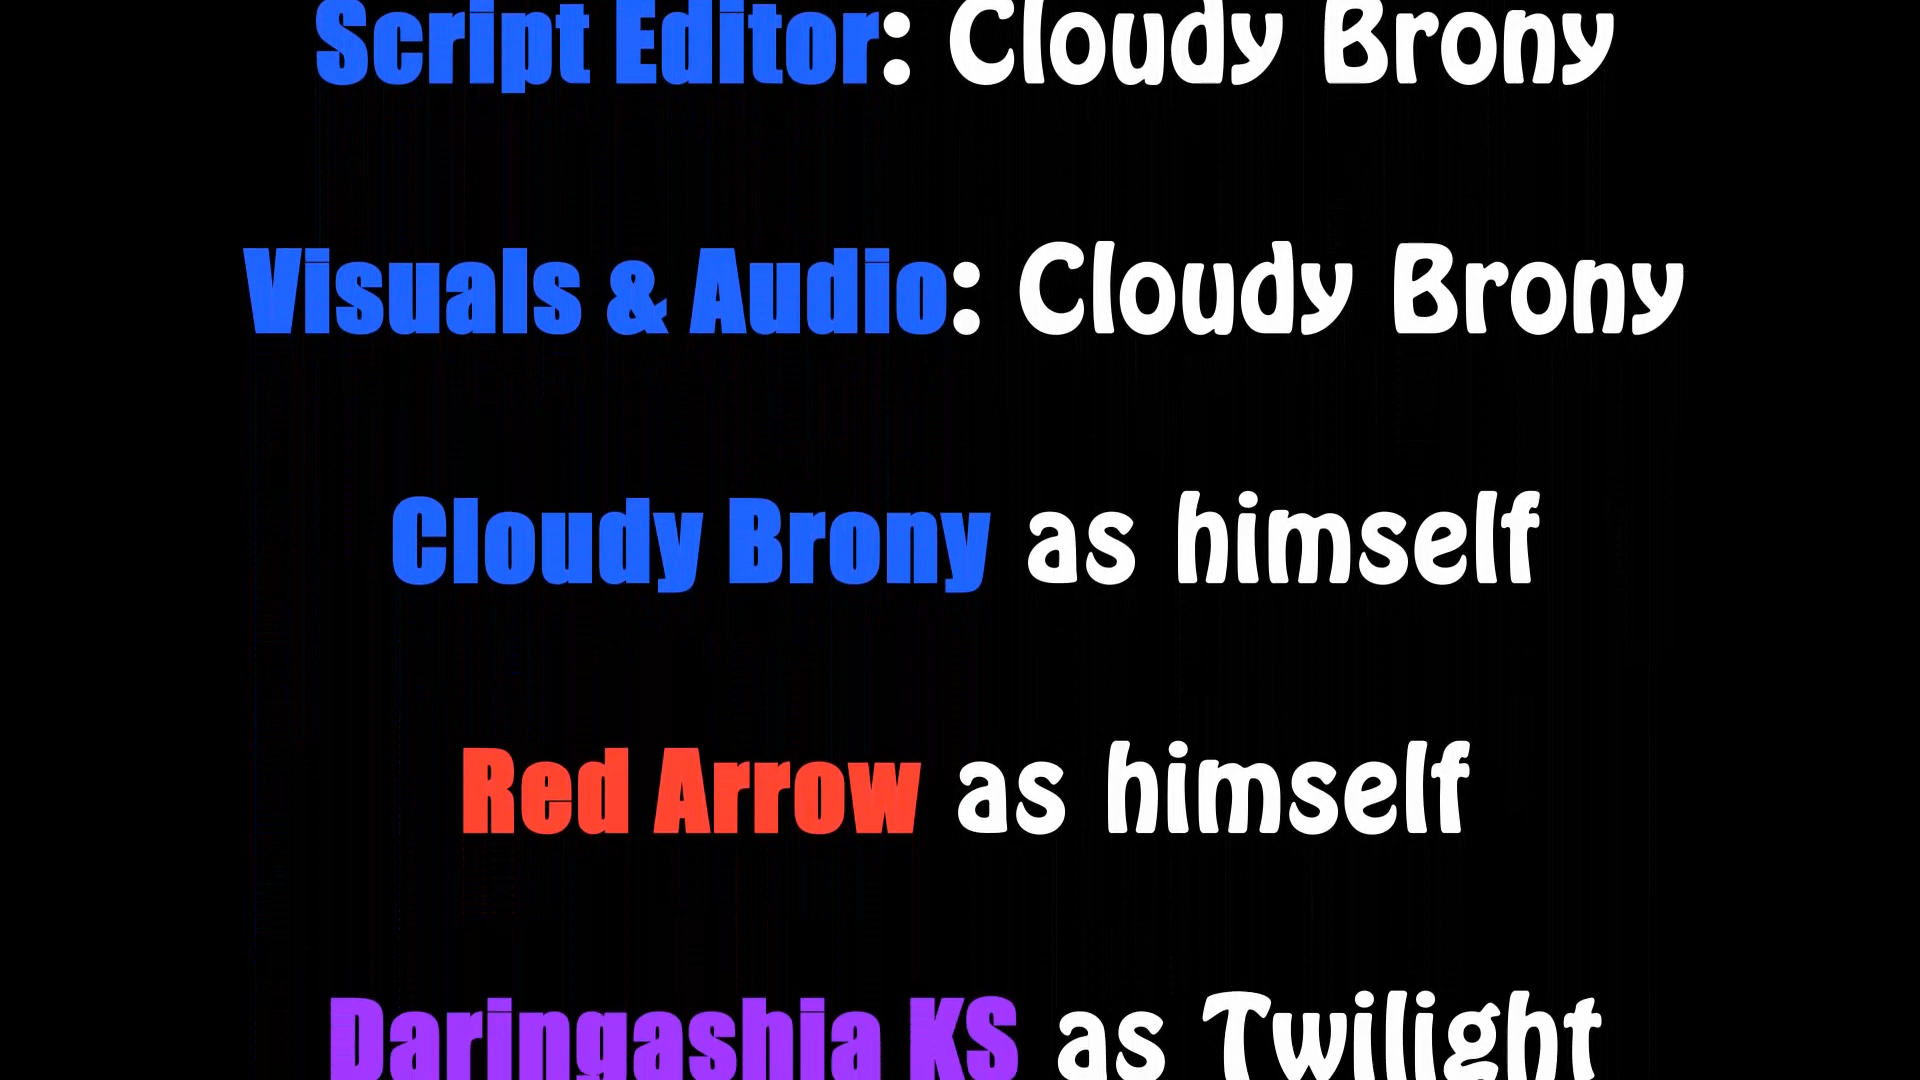 Script Editor: Cloudy Brony
Visuals & Audio: Cloudy Brony
Cloudy Brony as himself
Red Arrow as himself
Daringashia KS as Twilight